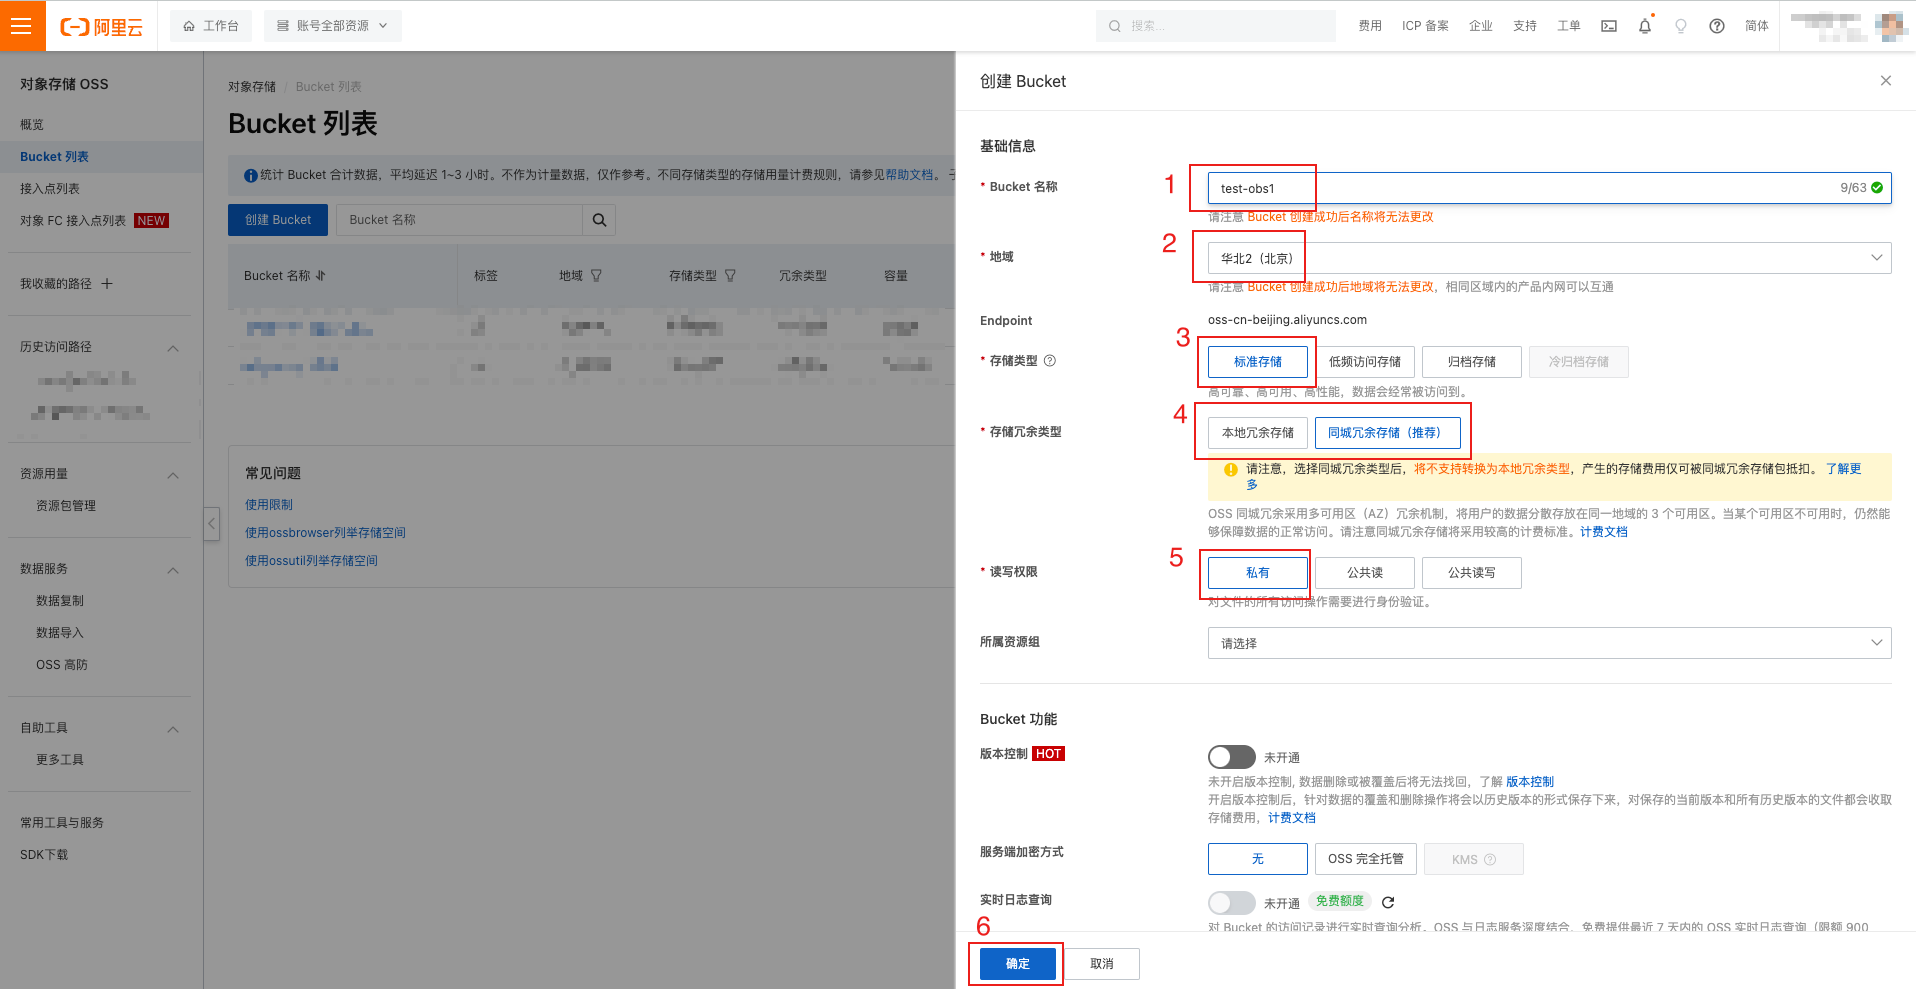 阿里云
工作台
账号全部资源
搜索...
费用
ICP 备案
企业
支持
工单
简体
对象存储 OSS
概览
Bucket 列表
接入点列表
对象 FC 接入点列表 NEW
我收藏的路径
历史访问路径
资源用量
资源包管理
数据服务
数据复制
数据导入
OSS 高防
自助工具
更多工具
常用工具与服务
SDK下载
对象存储 / Bucket 列表
Bucket 列表
统计 Bucket 合计数据，平均延迟 1~3 小时。不作为计量数据，仅作参考。不同存储类型的存储用量计费规则，请参见帮助文档。
创建 Bucket
Bucket 名称
Bucket 名称 标签 地域 存储类型 冗余类型 容量
常见问题
使用限制
使用ossbrowser列举存储空间
使用ossutil列举存储空间
创建 Bucket
基础信息
* Bucket 名称
1
test-obs1
9/63
请注意 Bucket 创建成功后名称将无法更改
2
* 地域
华北2（北京）
请注意 Bucket 创建成功后地域将无法更改，相同区域内的产品内网可以互通
Endpoint
oss-cn-beijing.aliyuncs.com
3
* 存储类型
标准存储 低频访问存储 归档存储 冷归档存储
高可靠、高可用、高性能，数据会经常被访问到。
4
* 存储冗余类型
本地冗余存储 同城冗余存储（推荐）
请注意，选择同城冗余类型后，将不支持转换为本地冗余类型，产生的存储费用仅可被同城冗余存储包抵扣。 了解更
多
OSS 同城冗余采用多可用区（AZ）冗余机制，将用户的数据分散存放在同一地域的 3 个可用区。当某个可用区不可用时，仍然能
够保障数据的正常访问。请注意同城冗余存储将采用较高的计费标准。计费文档
5
* 读写权限
私有 公共读 公共读写
对文件的所有访问操作需要进行身份验证。
所属资源组
请选择
Bucket 功能
版本控制 HOT
未开通
未开启版本控制, 数据删除或被覆盖后将无法找回，了解 版本控制
开启版本控制后，针对数据的覆盖和删除操作将会以历史版本的形式保存下来，对保存的当前版本和所有历史版本的文件都会收取
存储费用，计费文档
服务端加密方式
无 OSS 完全托管 KMS
实时日志查询
未开通 免费额度
对 Bucket 的访问记录进行实时查询分析。OSS 与日志服务深度结合，免费提供最近 7 天内的 OSS 实时日志查询（限额 900
6
确定 取消